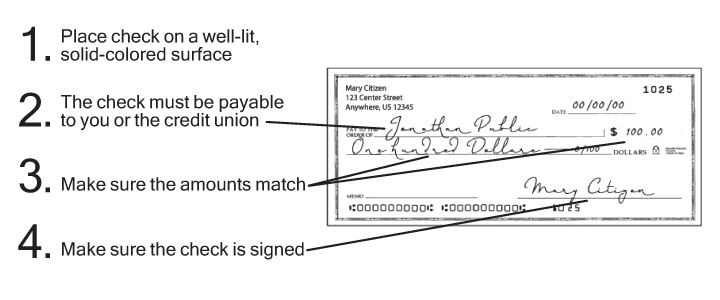 1. Place check on a well-lit,
solid-colored surface
2. The check must be payable
to you or the credit union
3. Make sure the amounts match
4. Make sure the check is signed
Mary Citizen
123 Center Street
Anywhere, US 12345
1025
DATE 00/00/00
PAY TO THE
ORDER OF Jonathan Public $ 100.00
One hundred Dollars 0/100 DOLLARS
MEMO Mary Citizen
⑆000000000⑆ ⑆000000000⑆ 1025